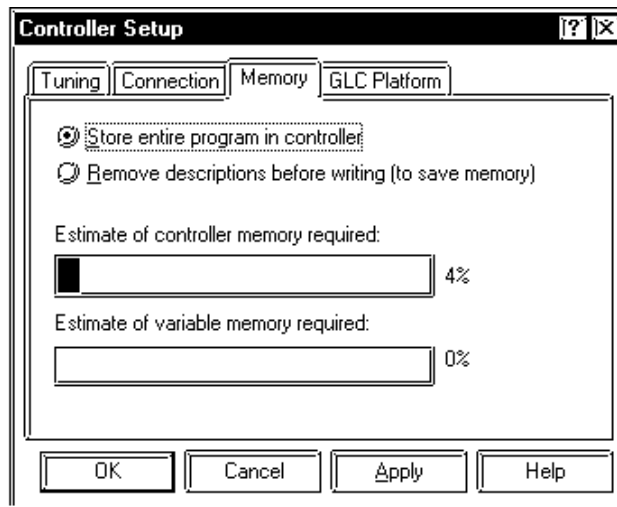 Controller Setup
Tuning Connection Memory GLC Platform
Store entire program in controller
Remove descriptions before writing (to save memory)
Estimate of controller memory required:
4%
Estimate of variable memory required:
0%
OK Cancel Apply Help